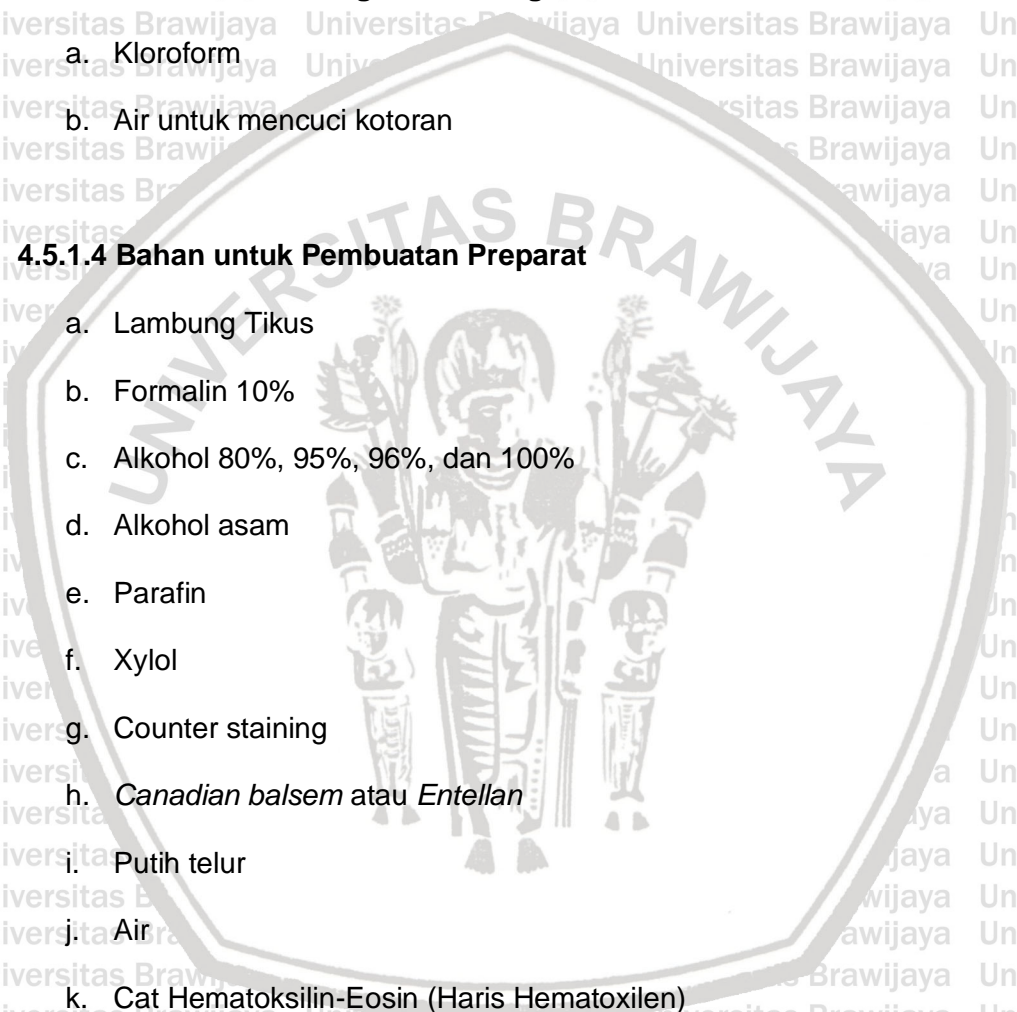 a. Kloroform
b. Air untuk mencuci kotoran
4.5.1.4 Bahan untuk Pembuatan Preparat
a. Lambung Tikus
b. Formalin 10%
c. Alkohol 80%, 95%, 96%, dan 100%
d. Alkohol asam
e. Parafin
f. Xylol
g. Counter staining
h. Canadian balsem atau Entellan
i. Putih telur
j. Air
k. Cat Hematoksilin-Eosin (Haris Hematoxilen)
UNIVERSITAS BRAWIJAYA